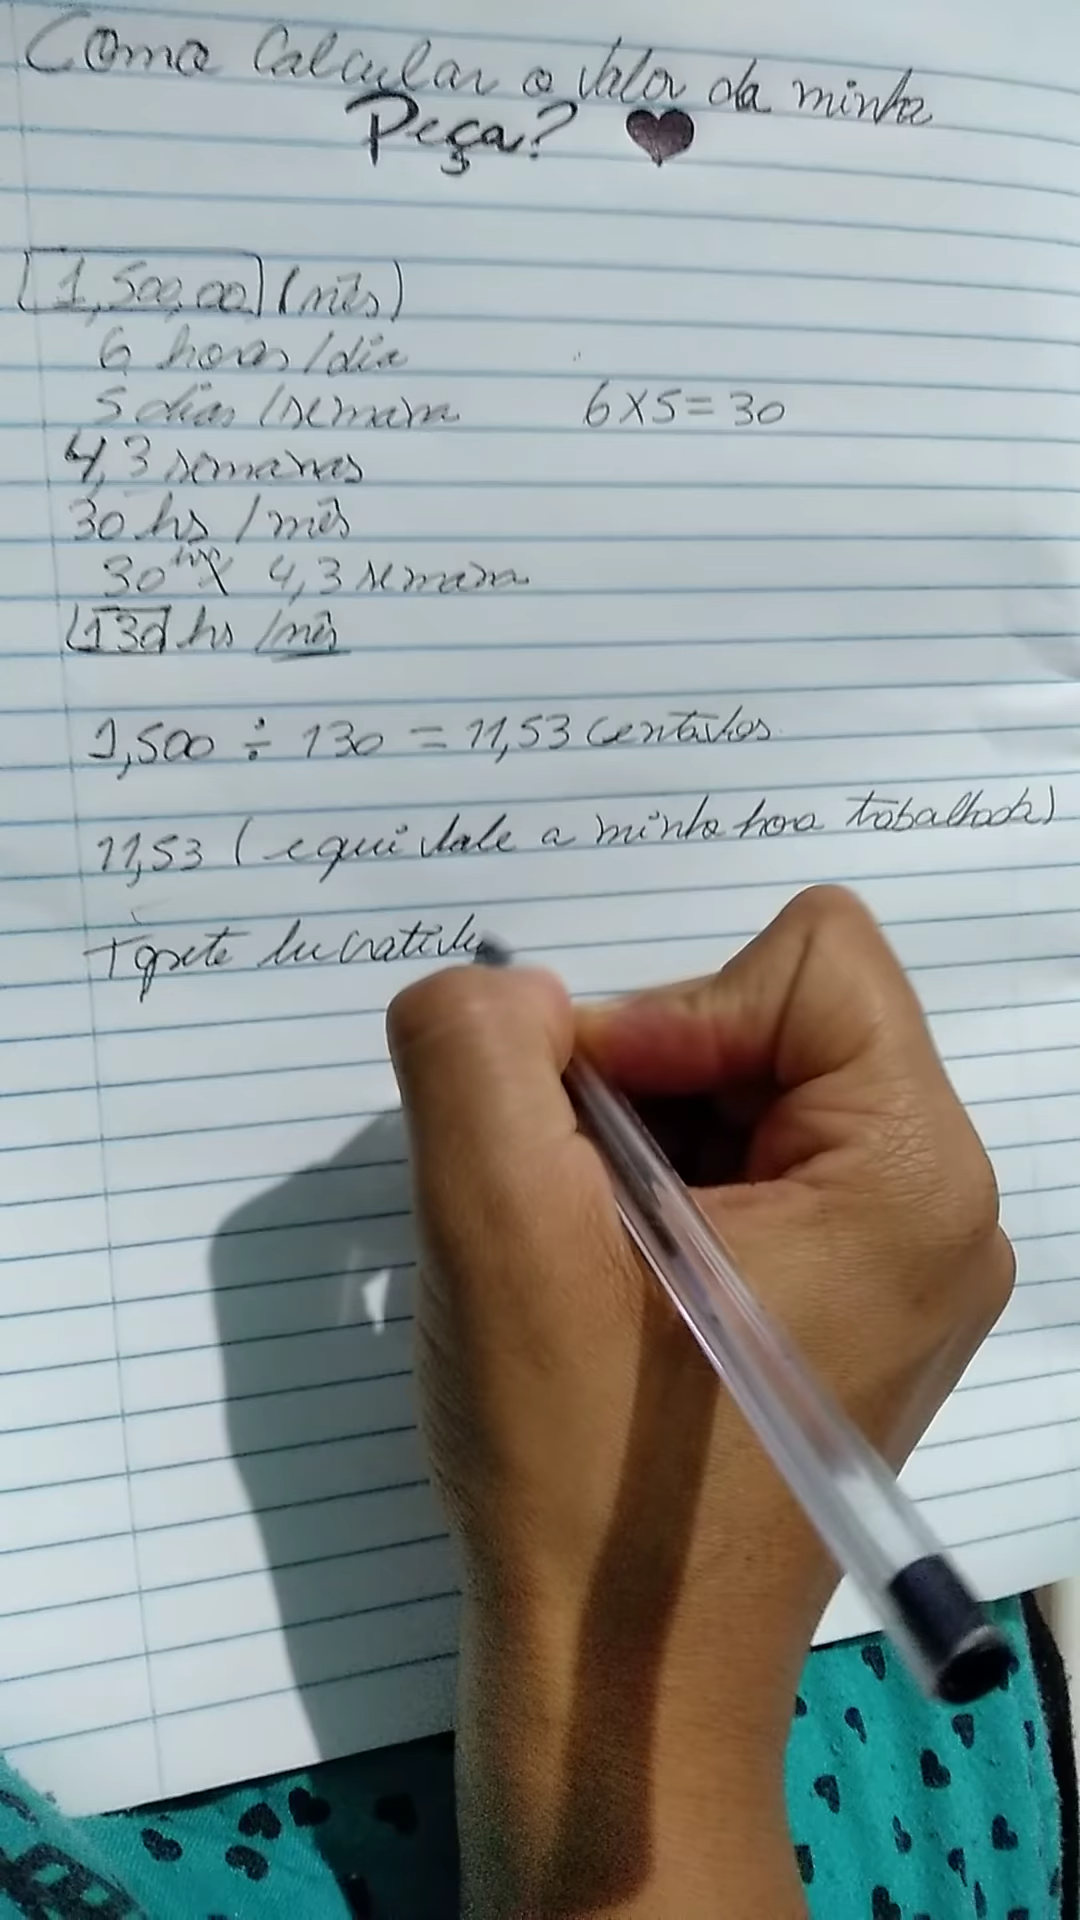 Como Calcular o Valor da minha
Peça?
1,500,00 (mês)
6 horas/dia
5 dias/semana 6x5=30
4,3 semanas
30 hs/mês
30 hrs x 4,3 semana
130 hs/mês
1,500 ÷ 130 = 11,53 centavos
11,53 (equivale a minha hora trabalhada)
Tapete lucrativo